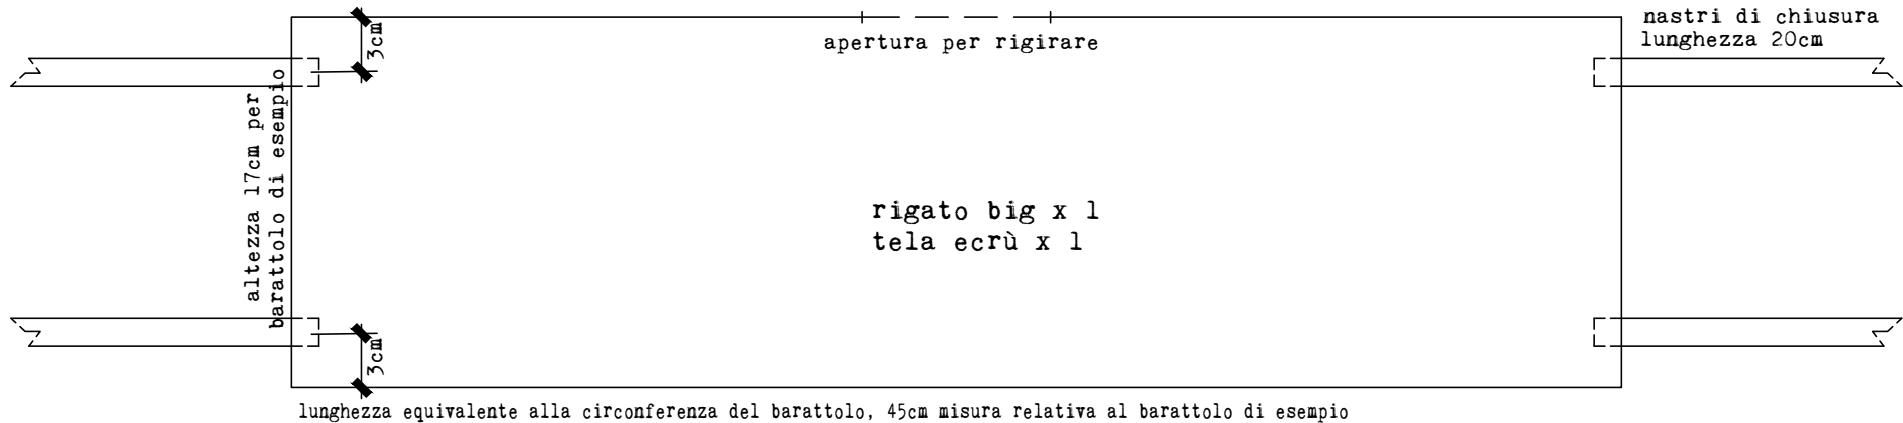 3cm
apertura per rigirare
nastri di chiusura
lunghezza 20cm
altezza 17cm per
barattolo di esempio
rigato big x 1
tela ecrù x 1
3cm
lunghezza equivalente alla circonferenza del barattolo, 45cm misura relativa al barattolo di esempio